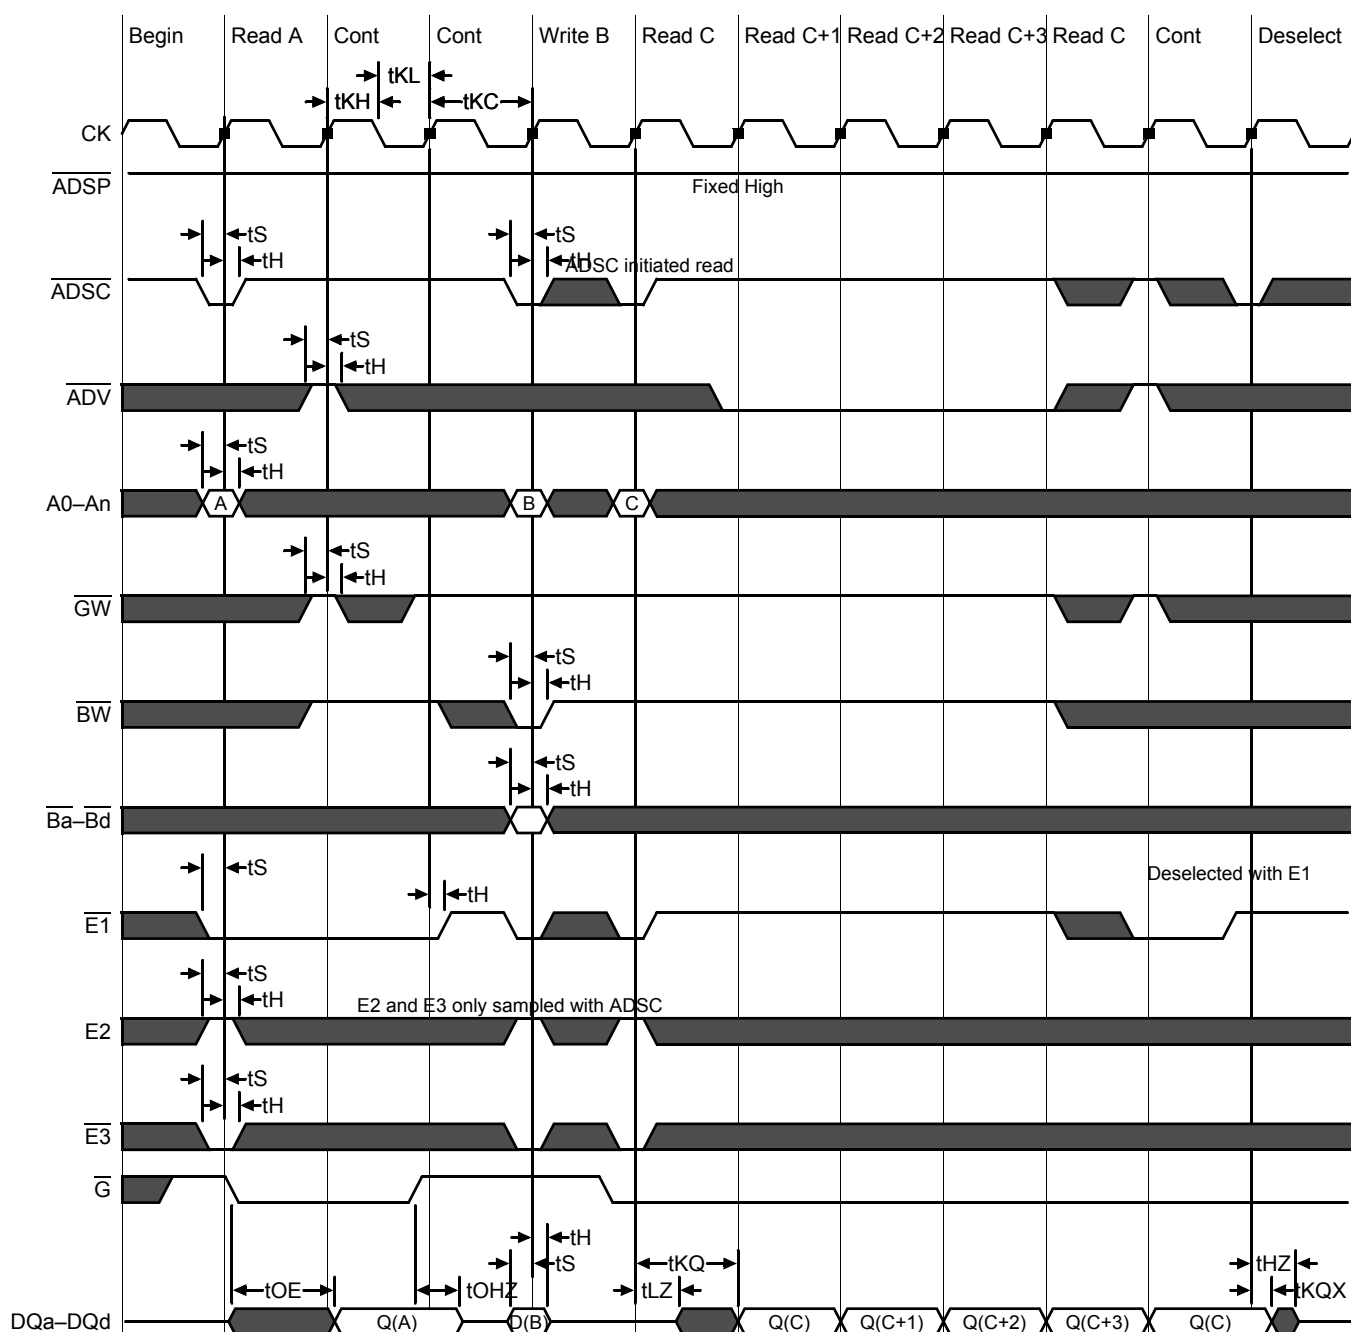 Begin Read A Cont Cont Write B Read C Read C+1 Read C+2 Read C+3 Read C Cont Deselect
tKL
tKH tKC
CK
ADSP
Fixed High
tS tS
tH tH
ADSC initiated read
ADSC
tS
tH
ADV
tS
tH
A0–An A B C
tS
tH
GW
tS
tH
BW
tS
tH
Ba–Bd
tS
Deselected with E1
tH
E1
tS
tH
E2 and E3 only sampled with ADSC
E2
tS
tH
E3
G
tH
tS tKQ tHZ
tOE tOHZ tLZ tKQX
DQa–DQd Q(A) D(B) Q(C) Q(C+1) Q(C+2) Q(C+3) Q(C)